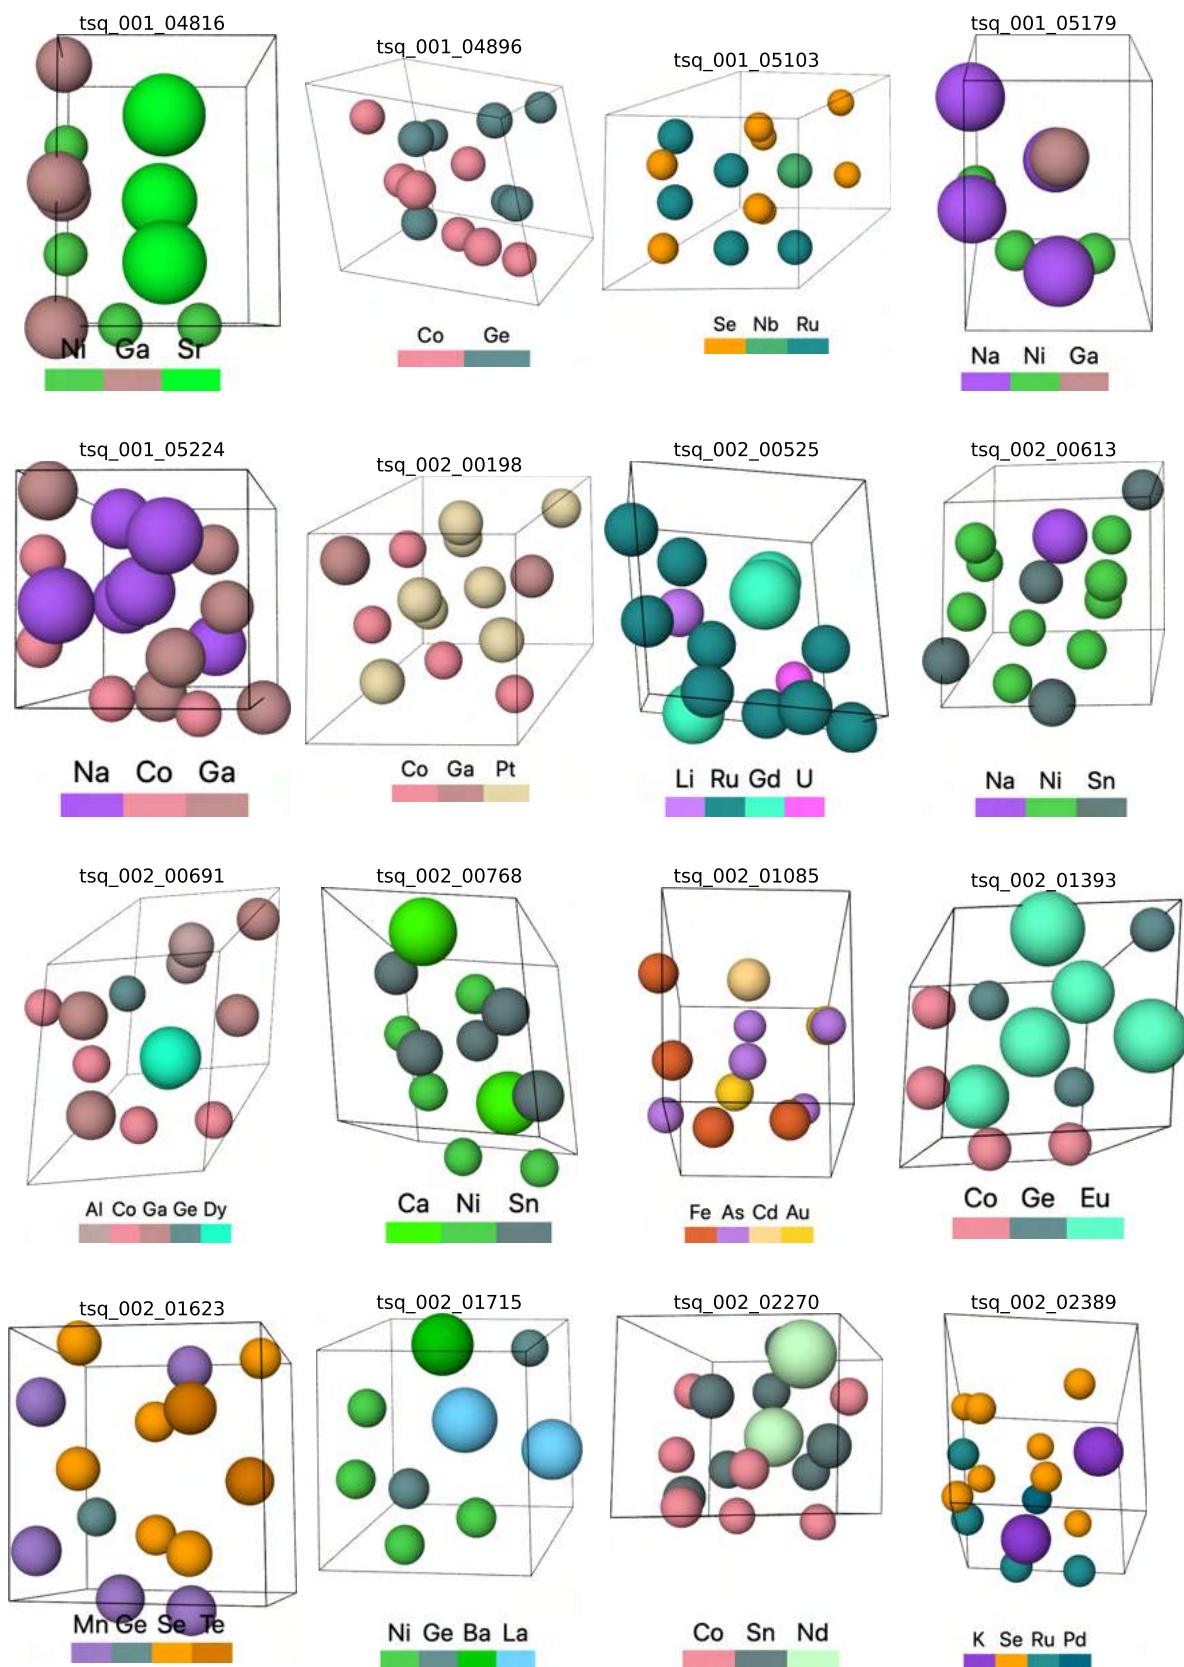 tsq_001_04816
Ni Ga Sr
tsq_001_04896
Co Ge
tsq_001_05103
Se Nb Ru
tsq_001_05179
Na Ni Ga
tsq_001_05224
Na Co Ga
tsq_002_00198
Co Ga Pt
tsq_002_00525
Li Ru Gd U
tsq_002_00613
Na Ni Sn
tsq_002_00691
Al Co Ga Ge Dy
tsq_002_00768
Ca Ni Sn
tsq_002_01085
Fe As Cd Au
tsq_002_01393
Co Ge Eu
tsq_002_01623
Mn Ge Se Te
tsq_002_01715
Ni Ge Ba La
tsq_002_02270
Co Sn Nd
tsq_002_02389
K Se Ru Pd